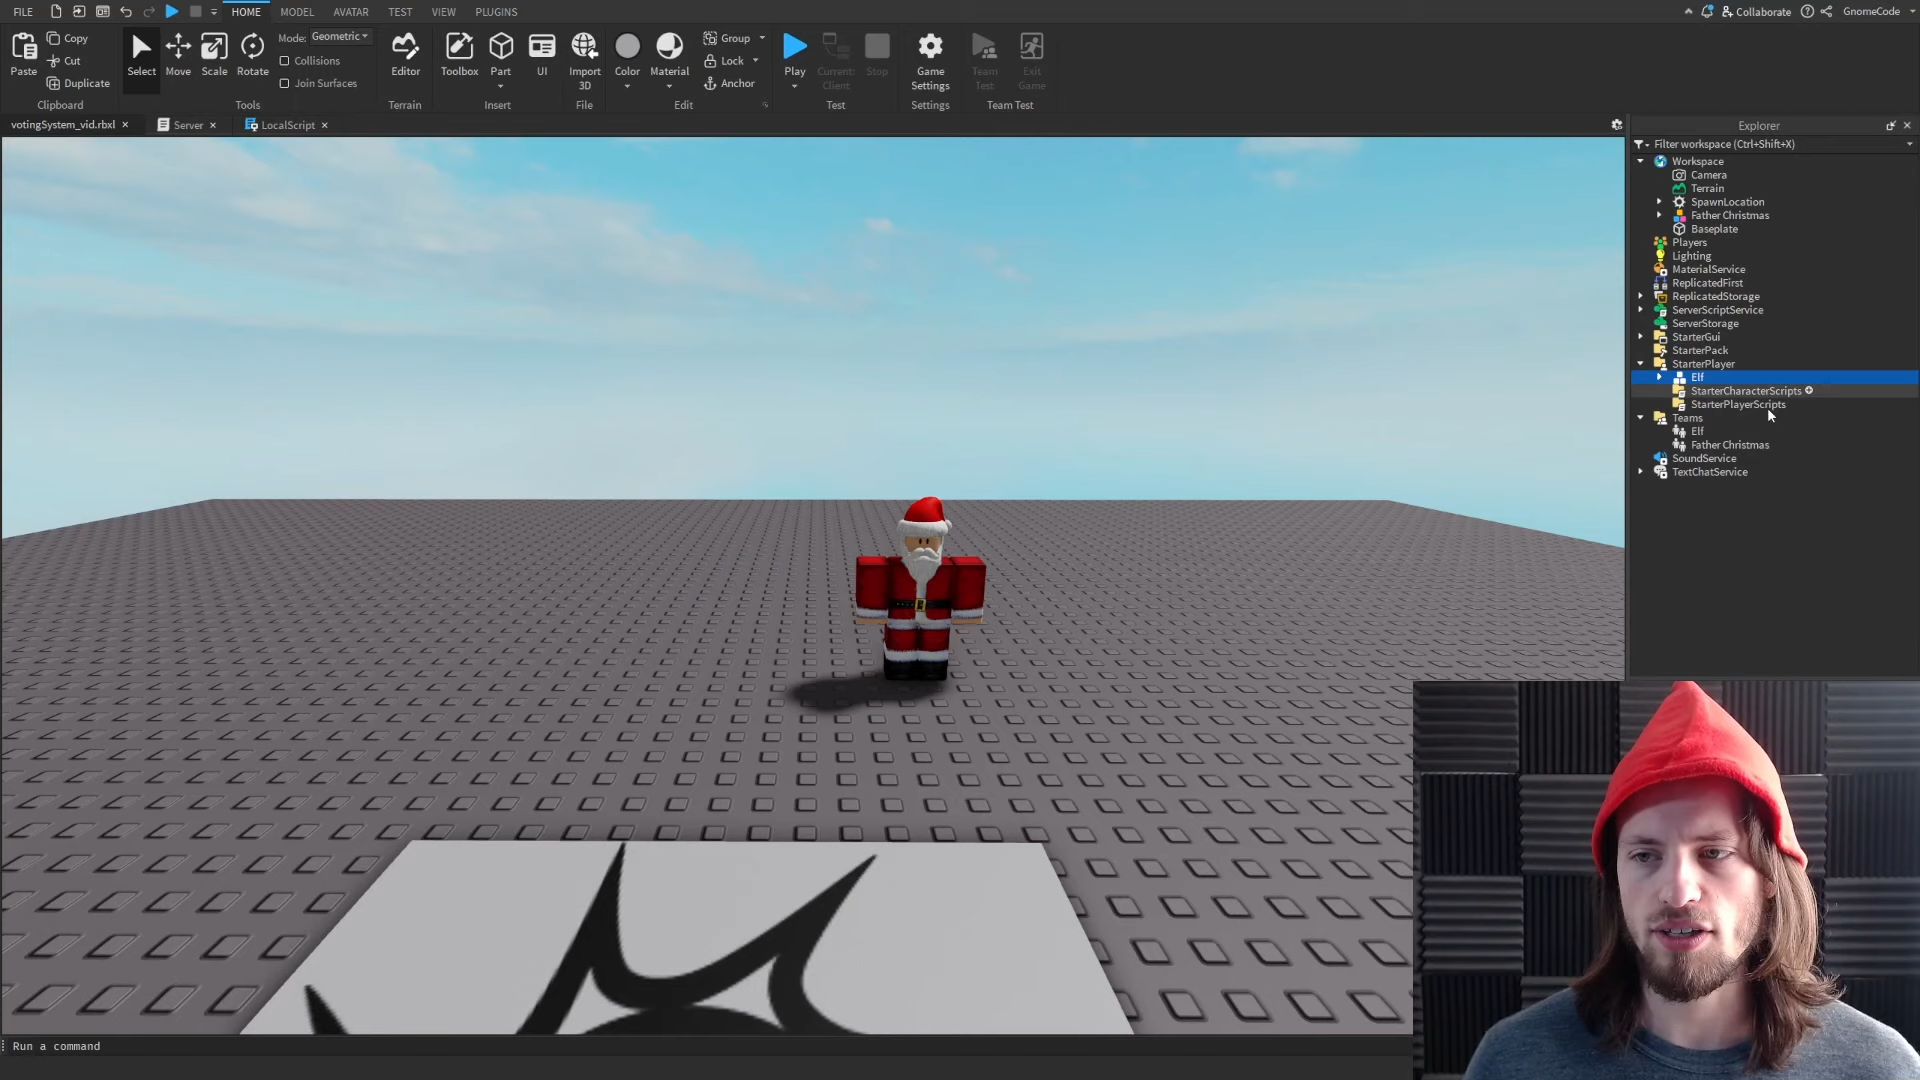 FILE
HOME
MODEL
AVATAR
TEST
VIEW
PLUGINS
Collaborate
GnomeCode
Paste
Copy
Cut
Duplicate
Clipboard
Select
Move
Scale
Rotate
Mode: Geometric
Collisions
Join Surfaces
Tools
Editor
Terrain
Toolbox
Part
UI
Insert
Import
3D
File
Color
Material
Group
Lock
Anchor
Edit
Play
Current:
Client
Stop
Test
Game
Settings
Settings
Team
Test
Exit
Game
Team Test
votingSystem_vid.rbxl
Server
LocalScript
Explorer
Filter workspace (Ctrl+Shift+X)
Workspace
Camera
Terrain
SpawnLocation
Father Christmas
Baseplate
Players
Lighting
MaterialService
ReplicatedFirst
ReplicatedStorage
ServerScriptService
ServerStorage
StarterGui
StarterPack
StarterPlayer
Elf
StarterCharacterScripts
StarterPlayerScripts
Teams
Elf
Father Christmas
SoundService
TextChatService
Run a command